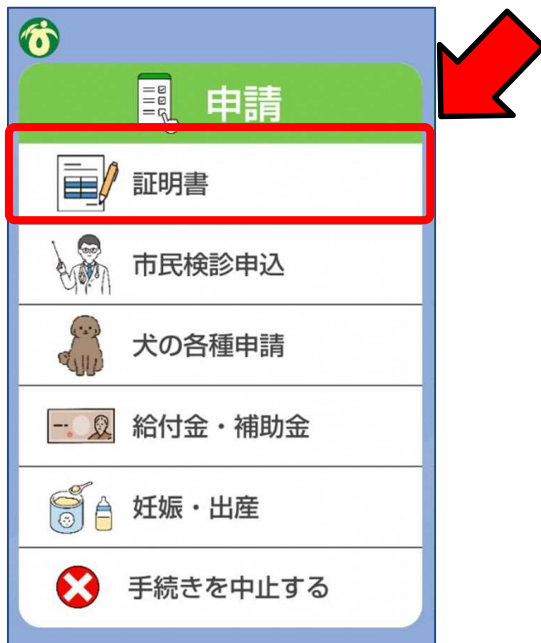 申請
証明書
市民検診申込
犬の各種申請
給付金・補助金
妊娠・出産
手続きを中止する